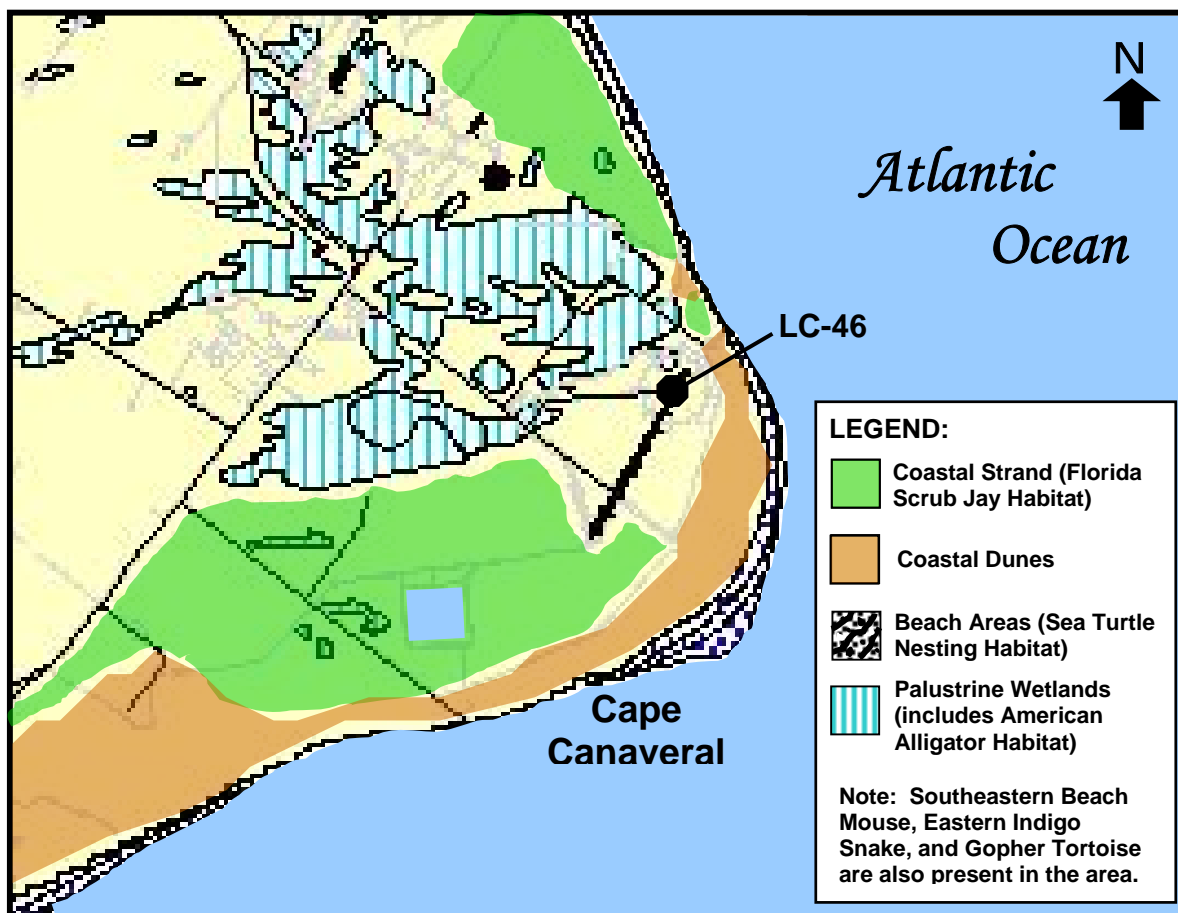 N
Atlantic
Ocean
LC-46
LEGEND:
Coastal Strand (Florida
Scrub Jay Habitat)
Coastal Dunes
Beach Areas (Sea Turtle
Nesting Habitat)
Palustrine Wetlands
(includes American
Alligator Habitat)
Note: Southeastern Beach
Mouse, Eastern Indigo
Snake, and Gopher Tortoise
are also present in the area.
Cape
Canaveral